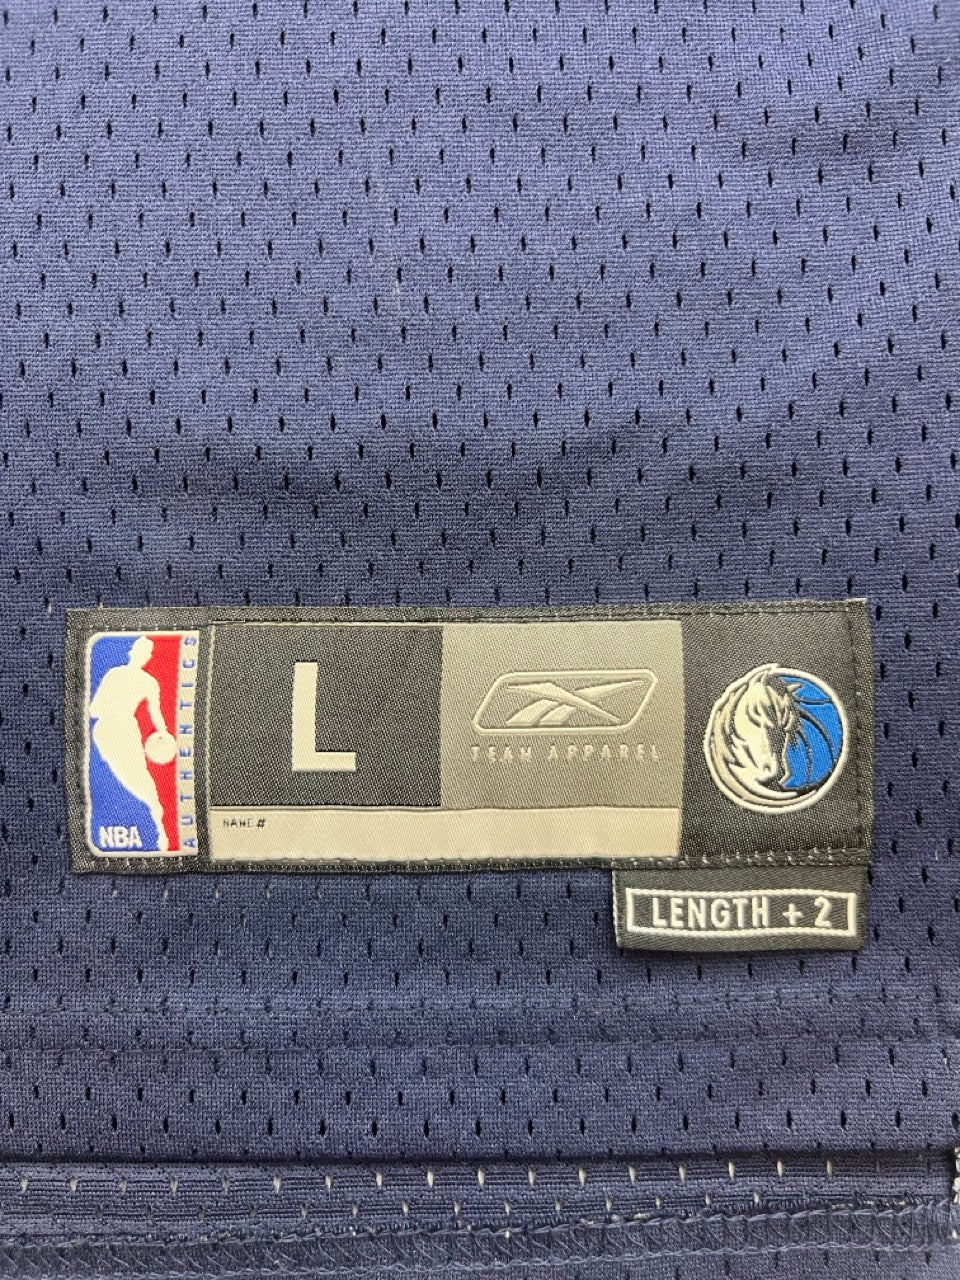 NBA
AUTHENTICS
L
TEAM APPAREL
NAME #
LENGTH + 2